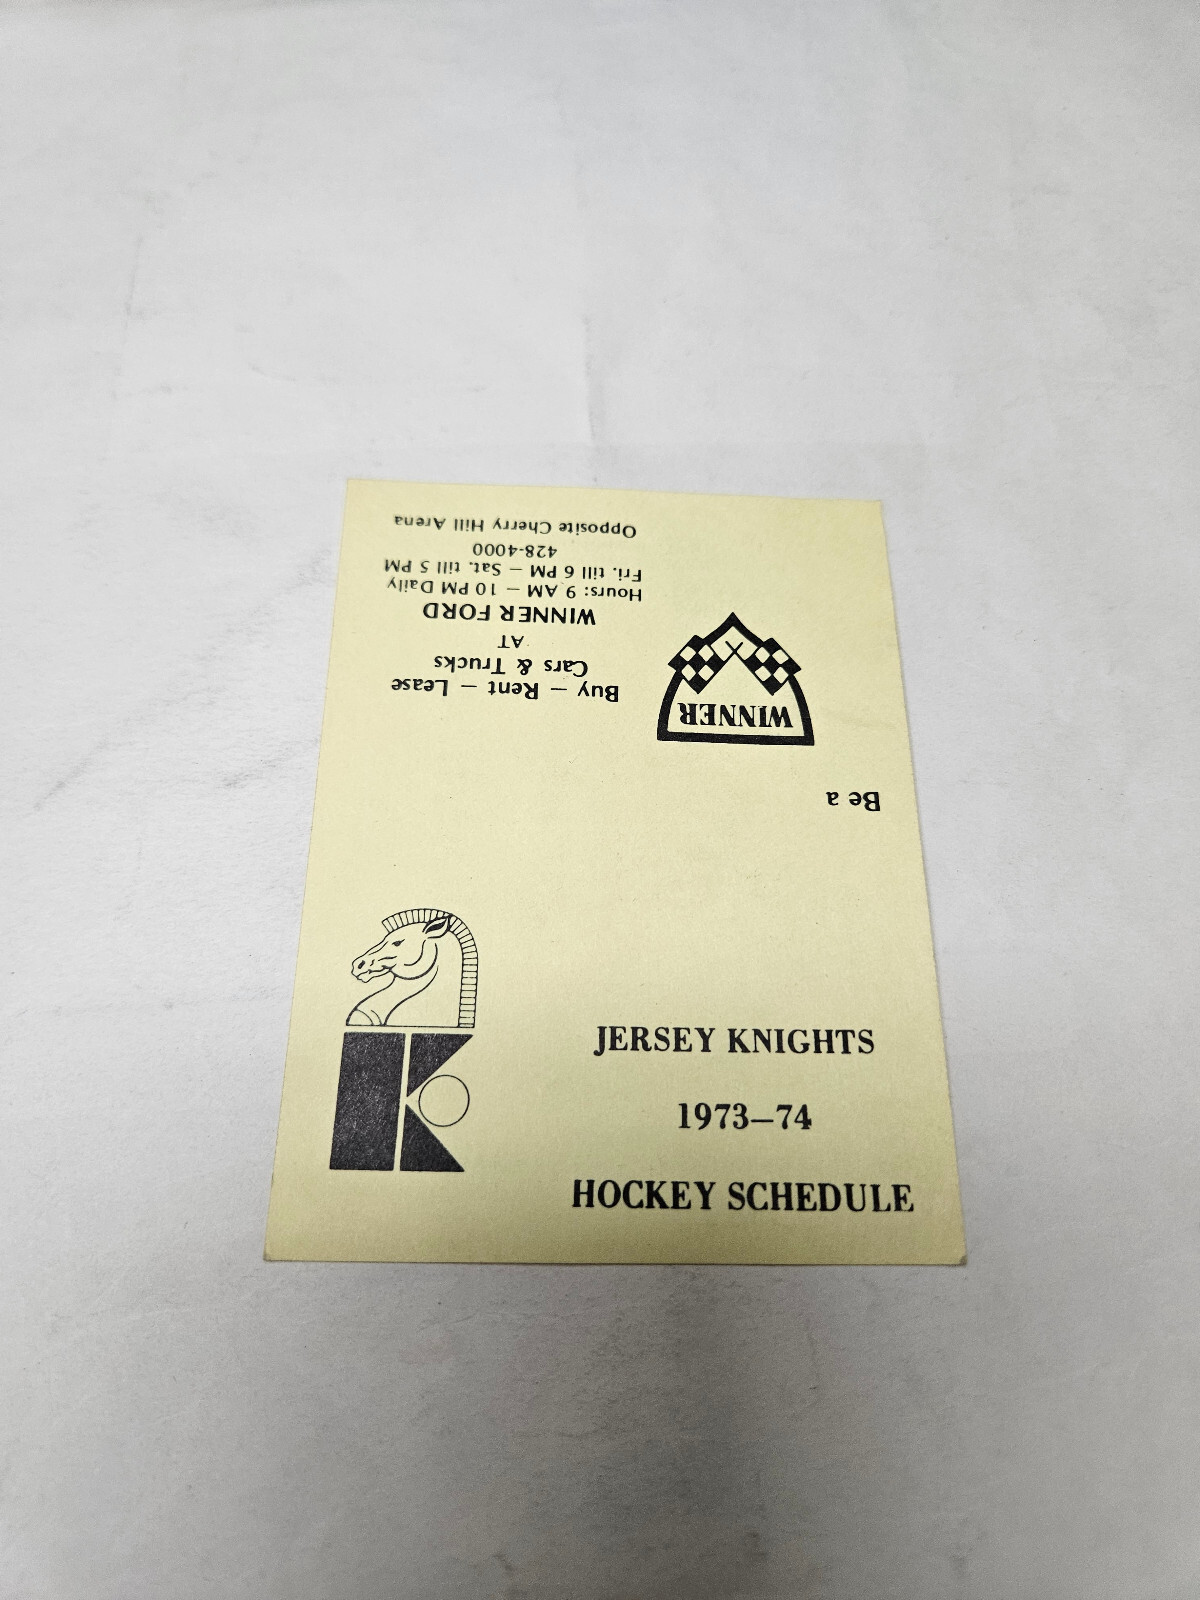 JERSEY KNIGHTS
1973–74
HOCKEY SCHEDULE
K
Be a
WINNER
Buy – Rent – Lease
Cars & Trucks
AT
WINNER FORD
Hours: 9 AM – 10 PM Daily
Fri. till 6 PM – Sat. till 5 PM
428-4000
Opposite Cherry Hill Arena